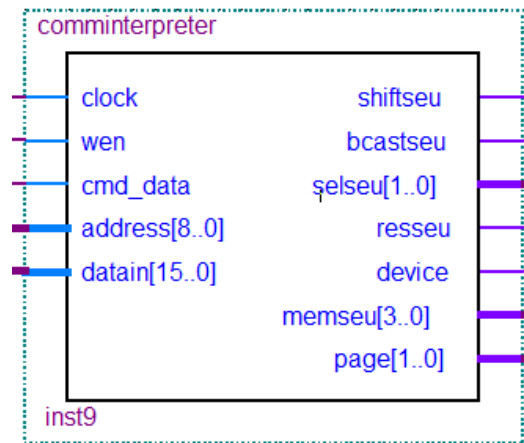 comminterpreter
clock shiftseu
wen bcastseu
cmd_data selseu[1..0]
address[8..0] resseu
datain[15..0] device
memseu[3..0]
page[1..0]
inst9